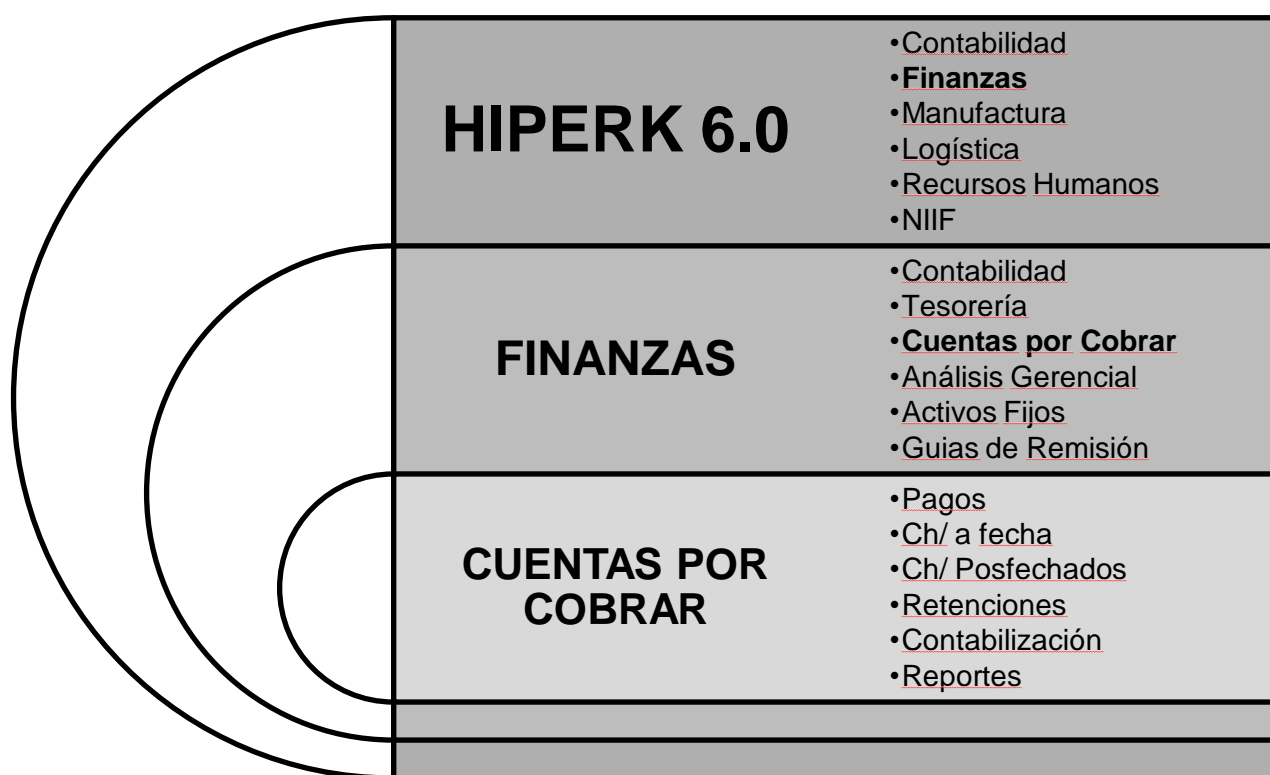 HIPERK 6.0
•Contabilidad
•Finanzas
•Manufactura
•Logística
•Recursos Humanos
•NIIF
FINANZAS
•Contabilidad
•Tesorería
•Cuentas por Cobrar
•Análisis Gerencial
•Activos Fijos
•Guias de Remisión
CUENTAS POR
COBRAR
•Pagos
•Ch/ a fecha
•Ch/ Posfechados
•Retenciones
•Contabilización
•Reportes